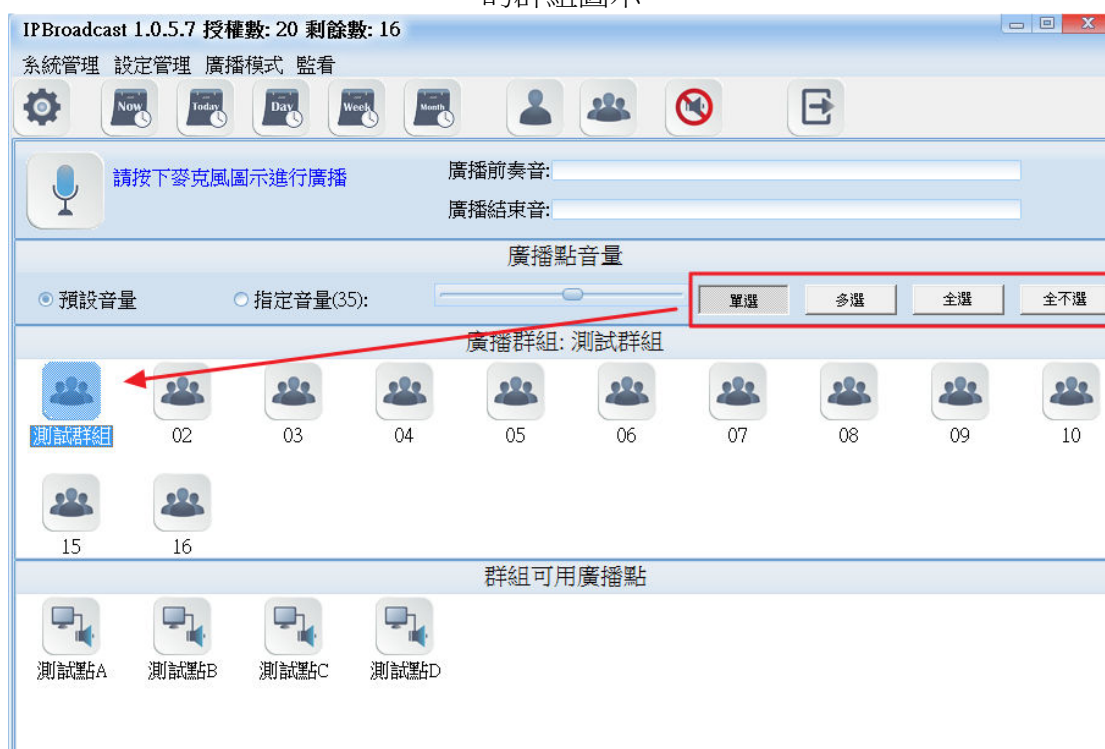 的群組圖示
IPBroadcast 1.0.5.7 授權數: 20 剩餘數: 16
系統管理 設定管理 廣播模式 監看
Now Today Day Week Month
請按下麥克風圖示進行廣播
廣播前奏音:
廣播結束音:
廣播點音量
預設音量 指定音量(35): 單選 多選 全選 全不選
廣播群組: 測試群組
測試群組 02 03 04 05 06 07 08 09 10
15 16
群組可用廣播點
測試點A 測試點B 測試點C 測試點D